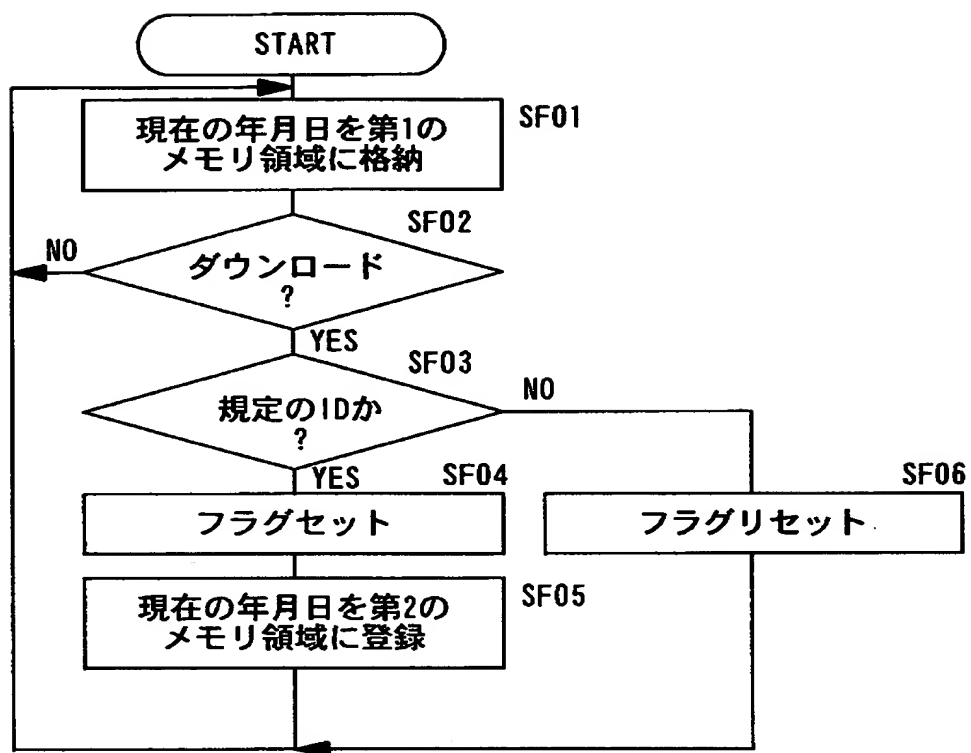 START
現在の年月日を第1の
メモリ領域に格納
SF01
SF02
NO
ダウンロード
?
YES
SF03
規定のIDか
?
NO
YES
SF04
フラグセット
SF06
フラグリセット
現在の年月日を第2の
メモリ領域に登録
SF05